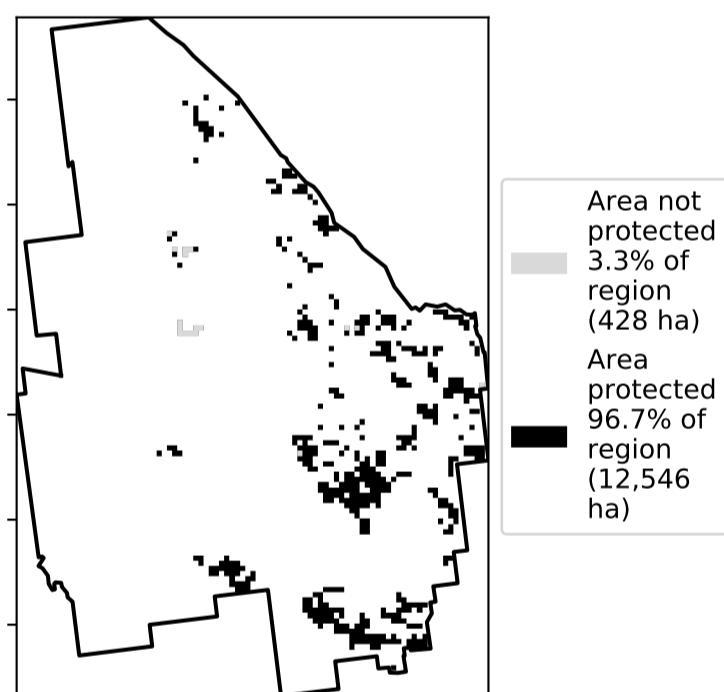 Area not
protected
3.3% of
region
(428 ha)
Area
protected
96.7% of
region
(12,546
ha)